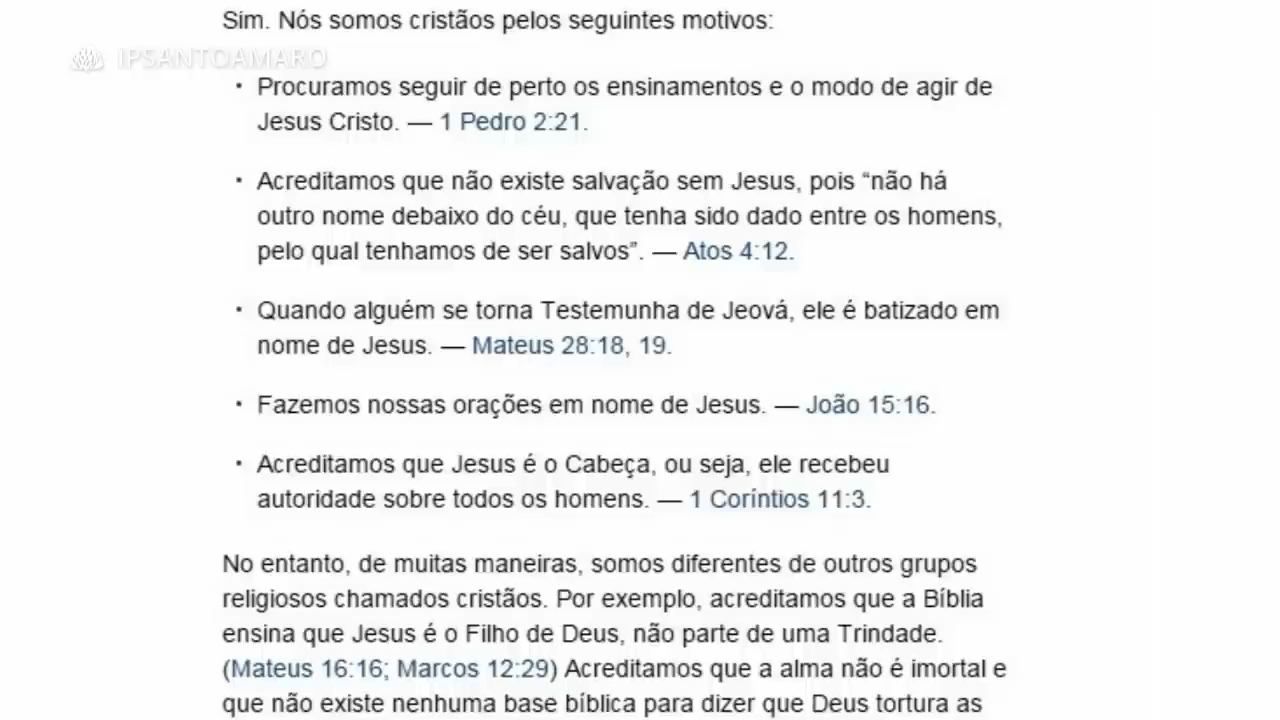 Sim. Nós somos cristãos pelos seguintes motivos:
IPSANTOAMARO
• Procuramos seguir de perto os ensinamentos e o modo de agir de
Jesus Cristo. — 1 Pedro 2:21.
• Acreditamos que não existe salvação sem Jesus, pois “não há
outro nome debaixo do céu, que tenha sido dado entre os homens,
pelo qual tenhamos de ser salvos”. — Atos 4:12.
• Quando alguém se torna Testemunha de Jeová, ele é batizado em
nome de Jesus. — Mateus 28:18, 19.
• Fazemos nossas orações em nome de Jesus. — João 15:16.
• Acreditamos que Jesus é o Cabeça, ou seja, ele recebeu
autoridade sobre todos os homens. — 1 Coríntios 11:3.
No entanto, de muitas maneiras, somos diferentes de outros grupos
religiosos chamados cristãos. Por exemplo, acreditamos que a Bíblia
ensina que Jesus é o Filho de Deus, não parte de uma Trindade.
(Mateus 16:16; Marcos 12:29) Acreditamos que a alma não é imortal e
que não existe nenhuma base bíblica para dizer que Deus tortura as